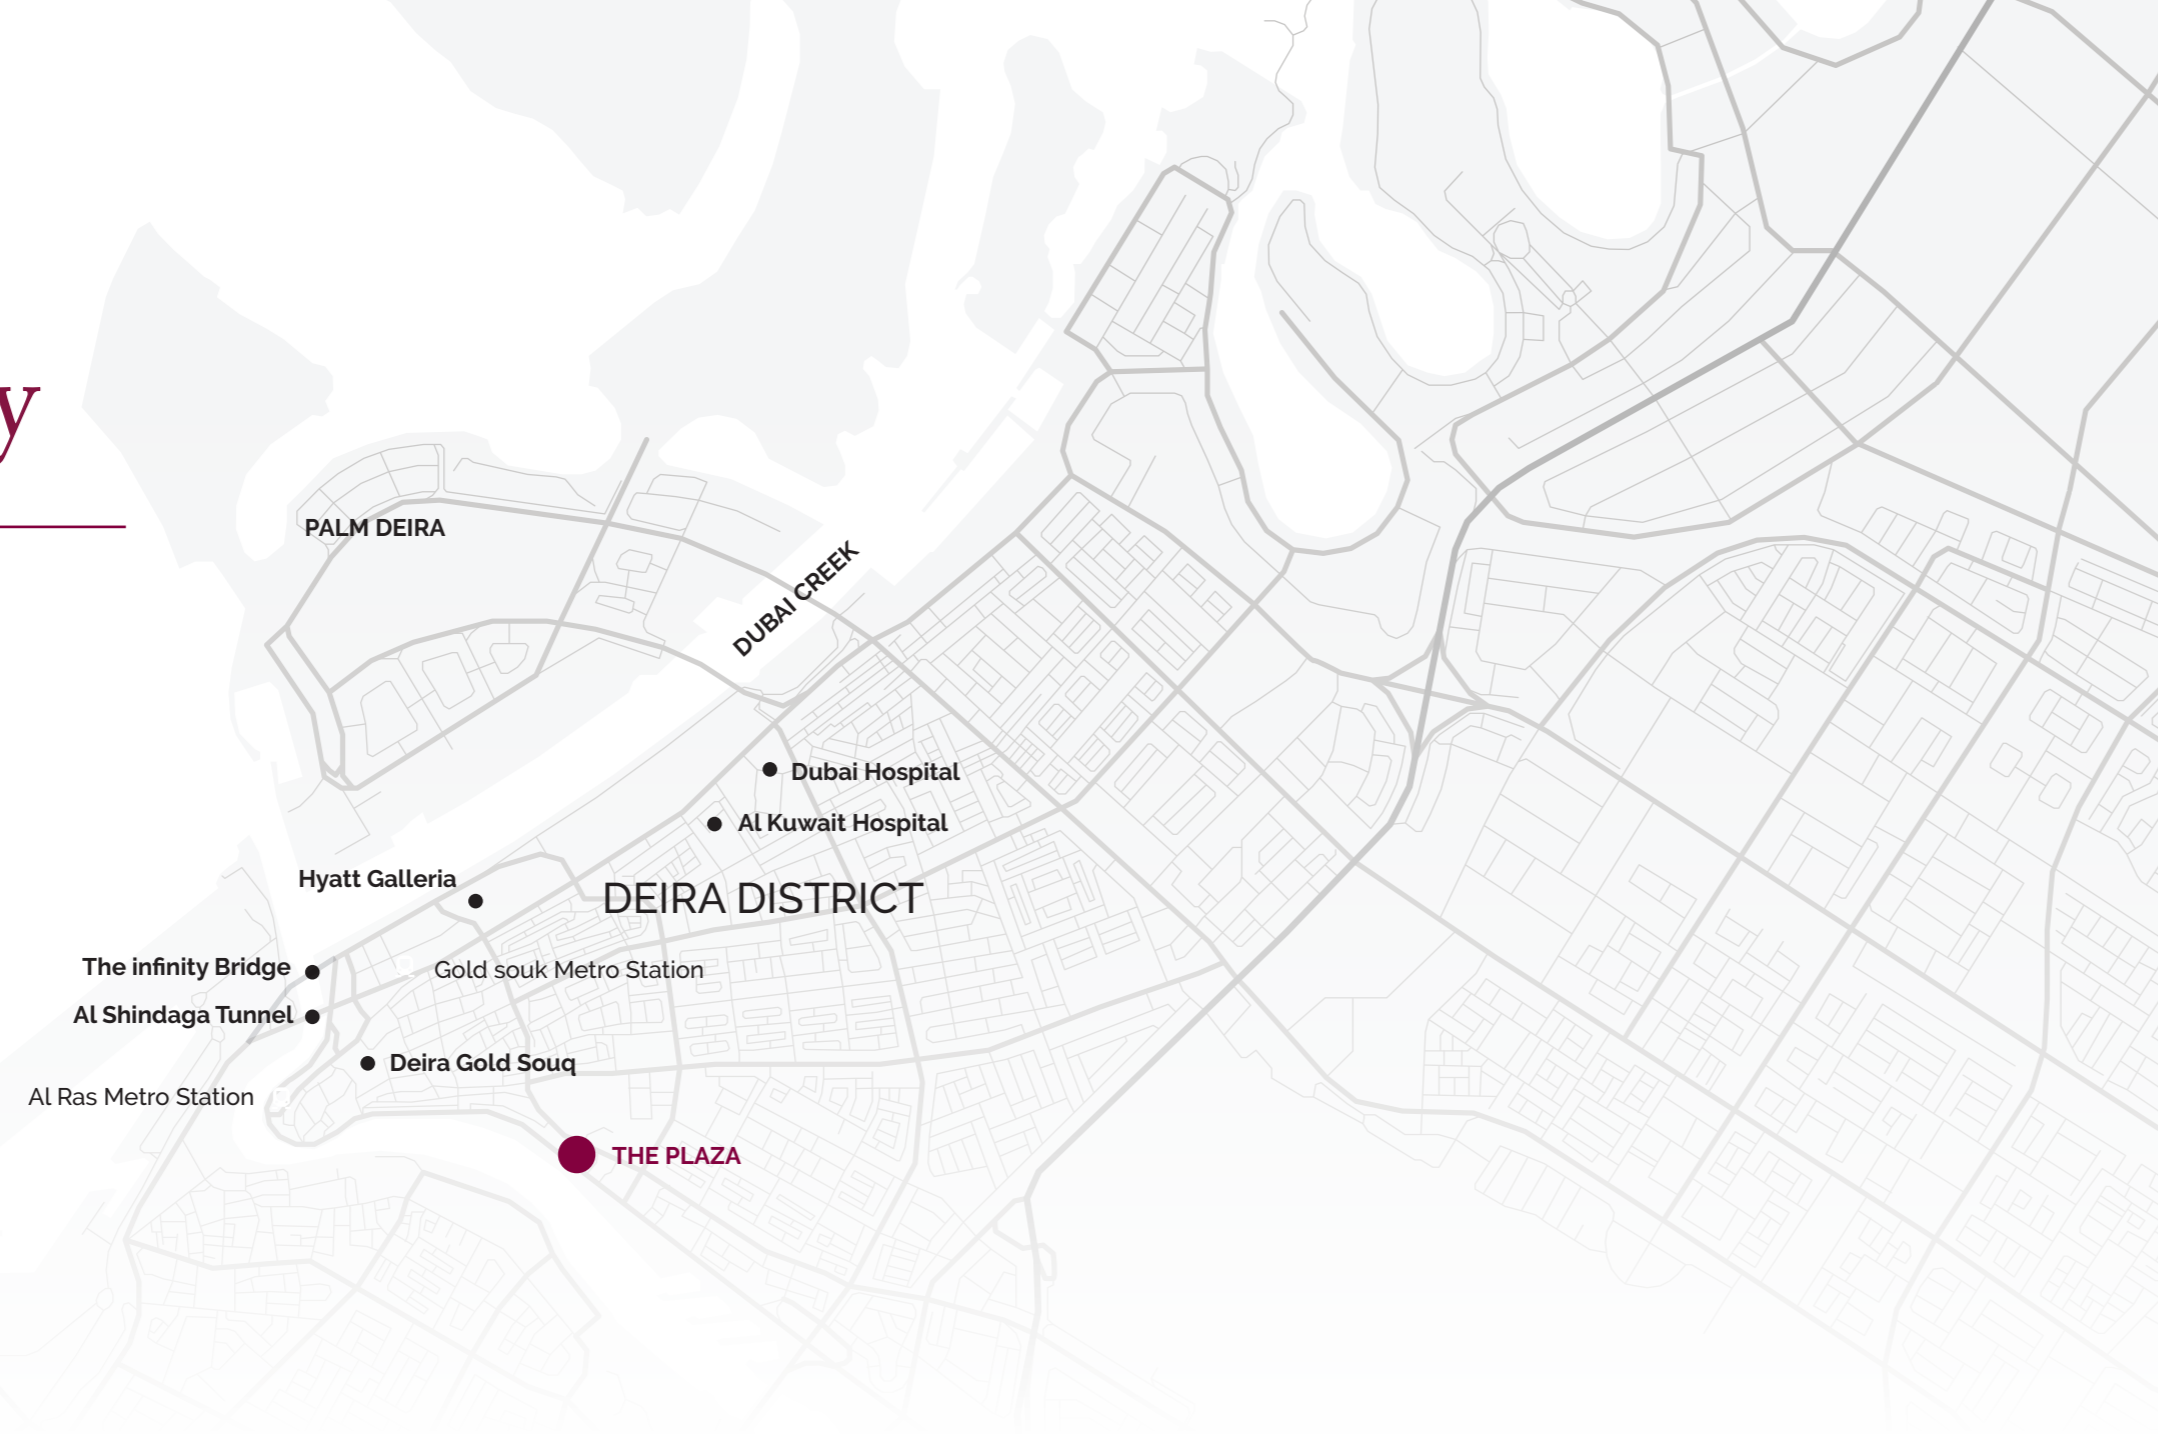 y
PALM DEIRA
DUBAI CREEK
Dubai Hospital
Al Kuwait Hospital
Hyatt Galleria
DEIRA DISTRICT
The infinity Bridge
Gold souk Metro Station
Al Shindaga Tunnel
Deira Gold Souq
Al Ras Metro Station
THE PLAZA